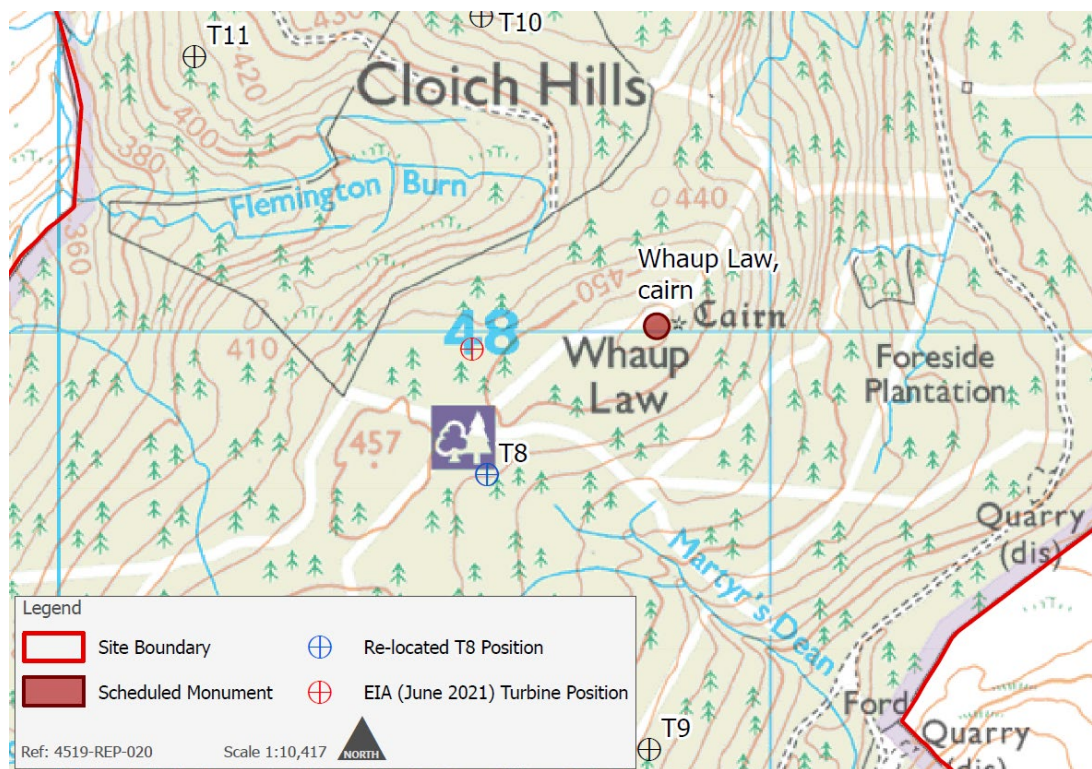 430
T10
T11
420
Cloich Hills
400
380
440
Flemington Burn
360
Whaup Law,
cairn
450
48
Cairn
410
Whaup
Law
Foreside
Plantation
457
T8
Quarry
(dis)
Martyr's Dean
Ford
Quarry
(dis)
T9
Legend
Site Boundary
Re-located T8 Position
Scheduled Monument
EIA (June 2021) Turbine Position
Ref: 4519-REP-020
Scale 1:10,417
NORTH